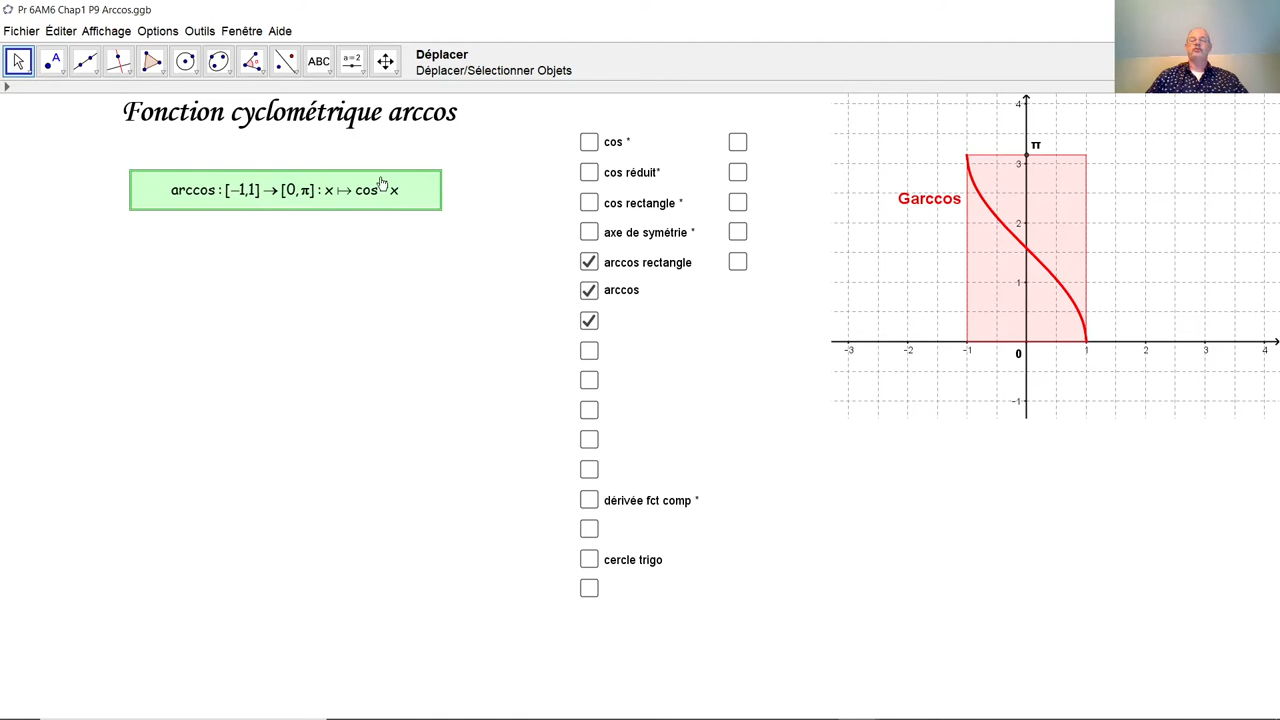 Pr 6AM6 Chap1 P9 Arccos.ggb
Fichier Éditer Affichage Options Outils Fenêtre Aide
ABC
a=2
Déplacer
Déplacer/Sélectionner Objets
Fonction cyclométrique arccos
arccos : [−1,1] → [0, π] : x ↦ cos x
cos *
cos réduit*
cos rectangle *
axe de symétrie *
arccos rectangle
arccos
dérivée fct comp *
cercle trigo
4
π
3
Garccos
2
1
-3 -2 -1 0 1 2 3 4
-1